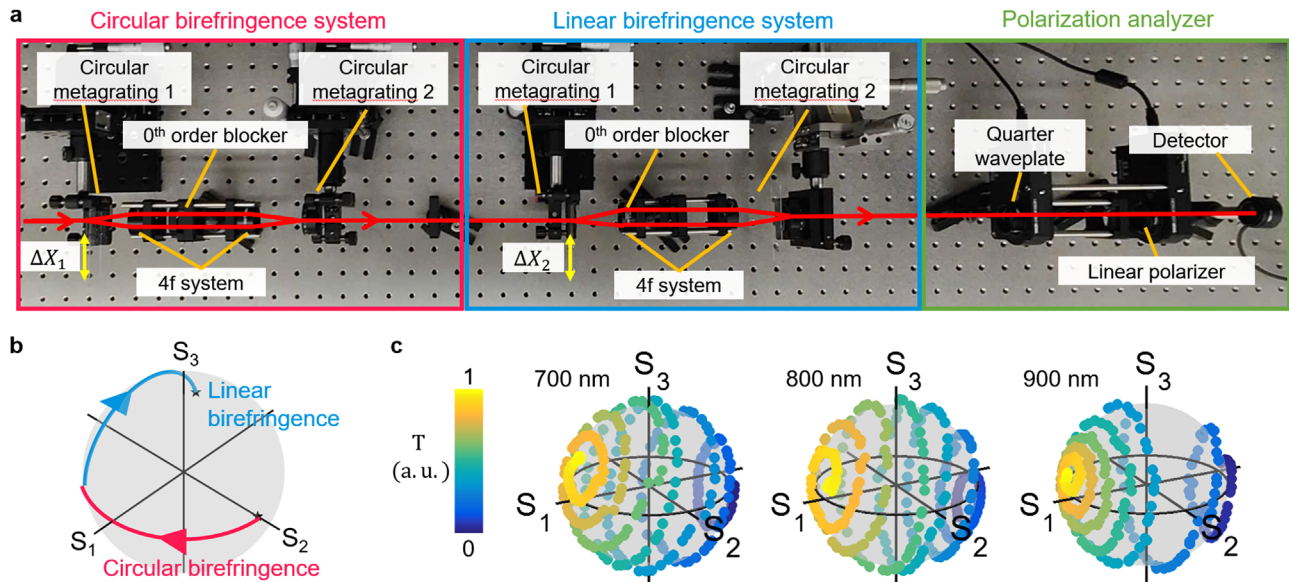 a
Circular birefringence system
Linear birefringence system
Polarization analyzer
Circular
metagrating 1
Circular
metagrating 2
0th order blocker
ΔX1
4f system
Circular
metagrating 1
Circular
metagrating 2
0th order blocker
ΔX2
4f system
Quarter
waveplate
Detector
Linear polarizer
b
S3
Linear
birefringence
S1
S2
Circular birefringence
c
1
T
(a.u.)
0
700 nm
S3
S1
S2
800 nm
S3
S1
S2
900 nm
S3
S1
S2